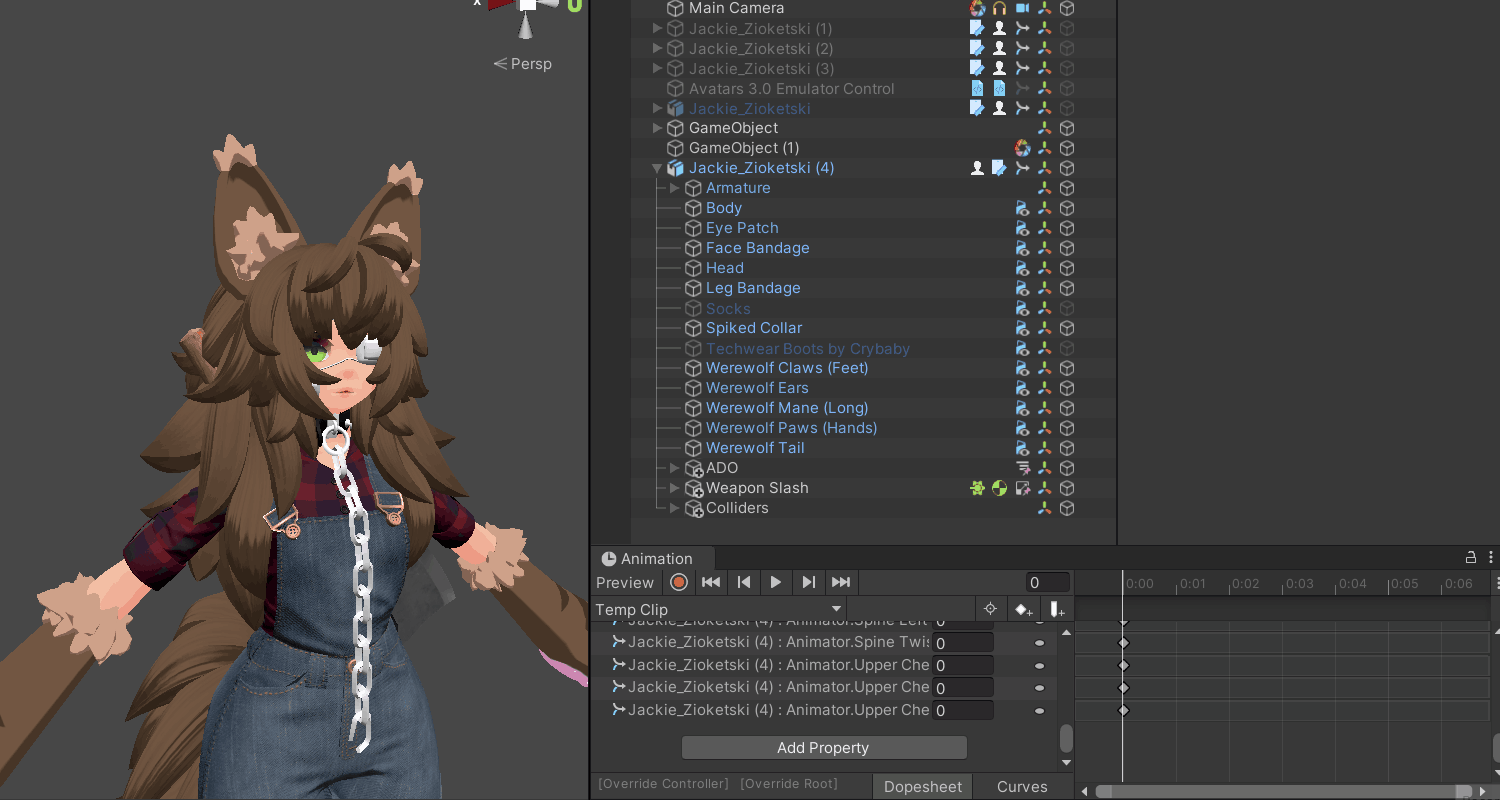 x
Persp
Main Camera
Jackie_Zioketski (1)
Jackie_Zioketski (2)
Jackie_Zioketski (3)
Avatars 3.0 Emulator Control
Jackie_Zioketski
GameObject
GameObject (1)
Jackie_Zioketski (4)
Armature
Body
Eye Patch
Face Bandage
Head
Leg Bandage
Socks
Spiked Collar
Techwear Boots by Crybaby
Werewolf Claws (Feet)
Werewolf Ears
Werewolf Mane (Long)
Werewolf Paws (Hands)
Werewolf Tail
ADO
Weapon Slash
Colliders
Animation
Preview 0 0:00 0:01 0:02 0:03 0:04 0:05 0:06
Temp Clip
Jackie_Zioketski (4) : Animator.Spine Left 0
Jackie_Zioketski (4) : Animator.Spine Twis 0
Jackie_Zioketski (4) : Animator.Upper Che 0
Jackie_Zioketski (4) : Animator.Upper Che 0
Jackie_Zioketski (4) : Animator.Upper Che 0
Add Property
[Override Controller] [Override Root] Dopesheet Curves